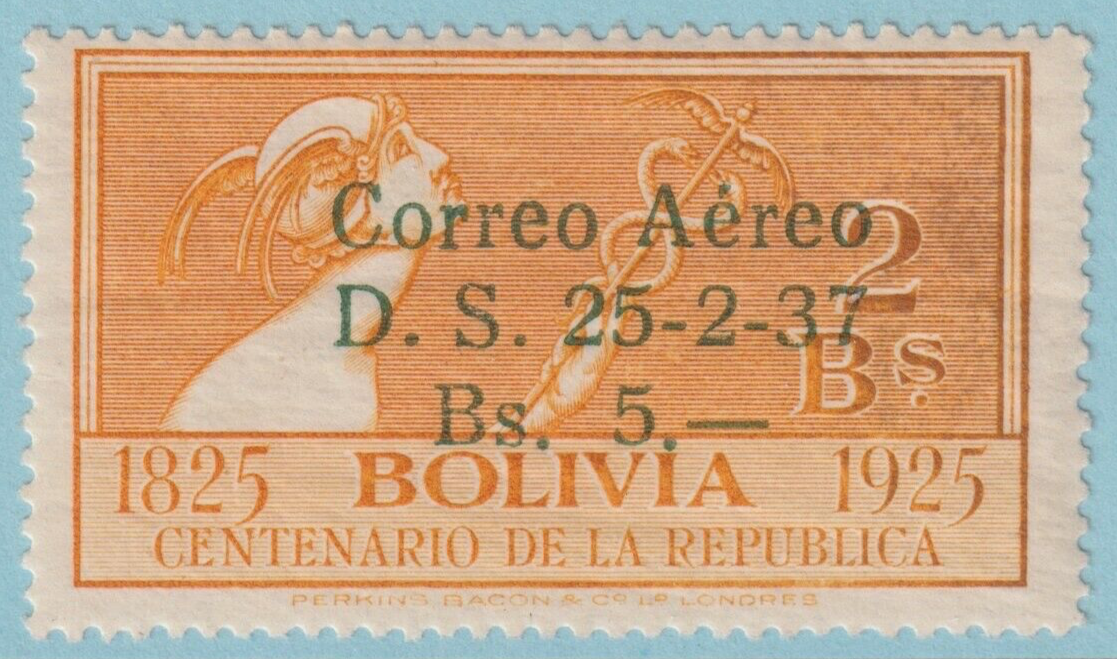 Correo Aéreo
2
D. S. 25-2-37
Bs.
Bs. 5.—
1825 BOLIVIA 1925
CENTENARIO DE LA REPUBLICA
PERKINS BACON & Cº Lº LONDRES